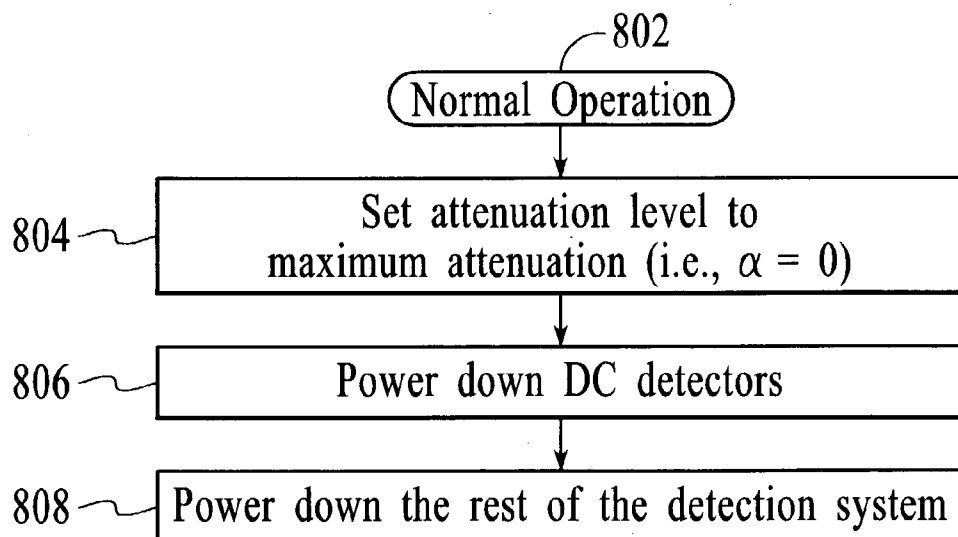 802
Normal Operation
804
Set attenuation level to
maximum attenuation (i.e., α = 0)
806
Power down DC detectors
808
Power down the rest of the detection system